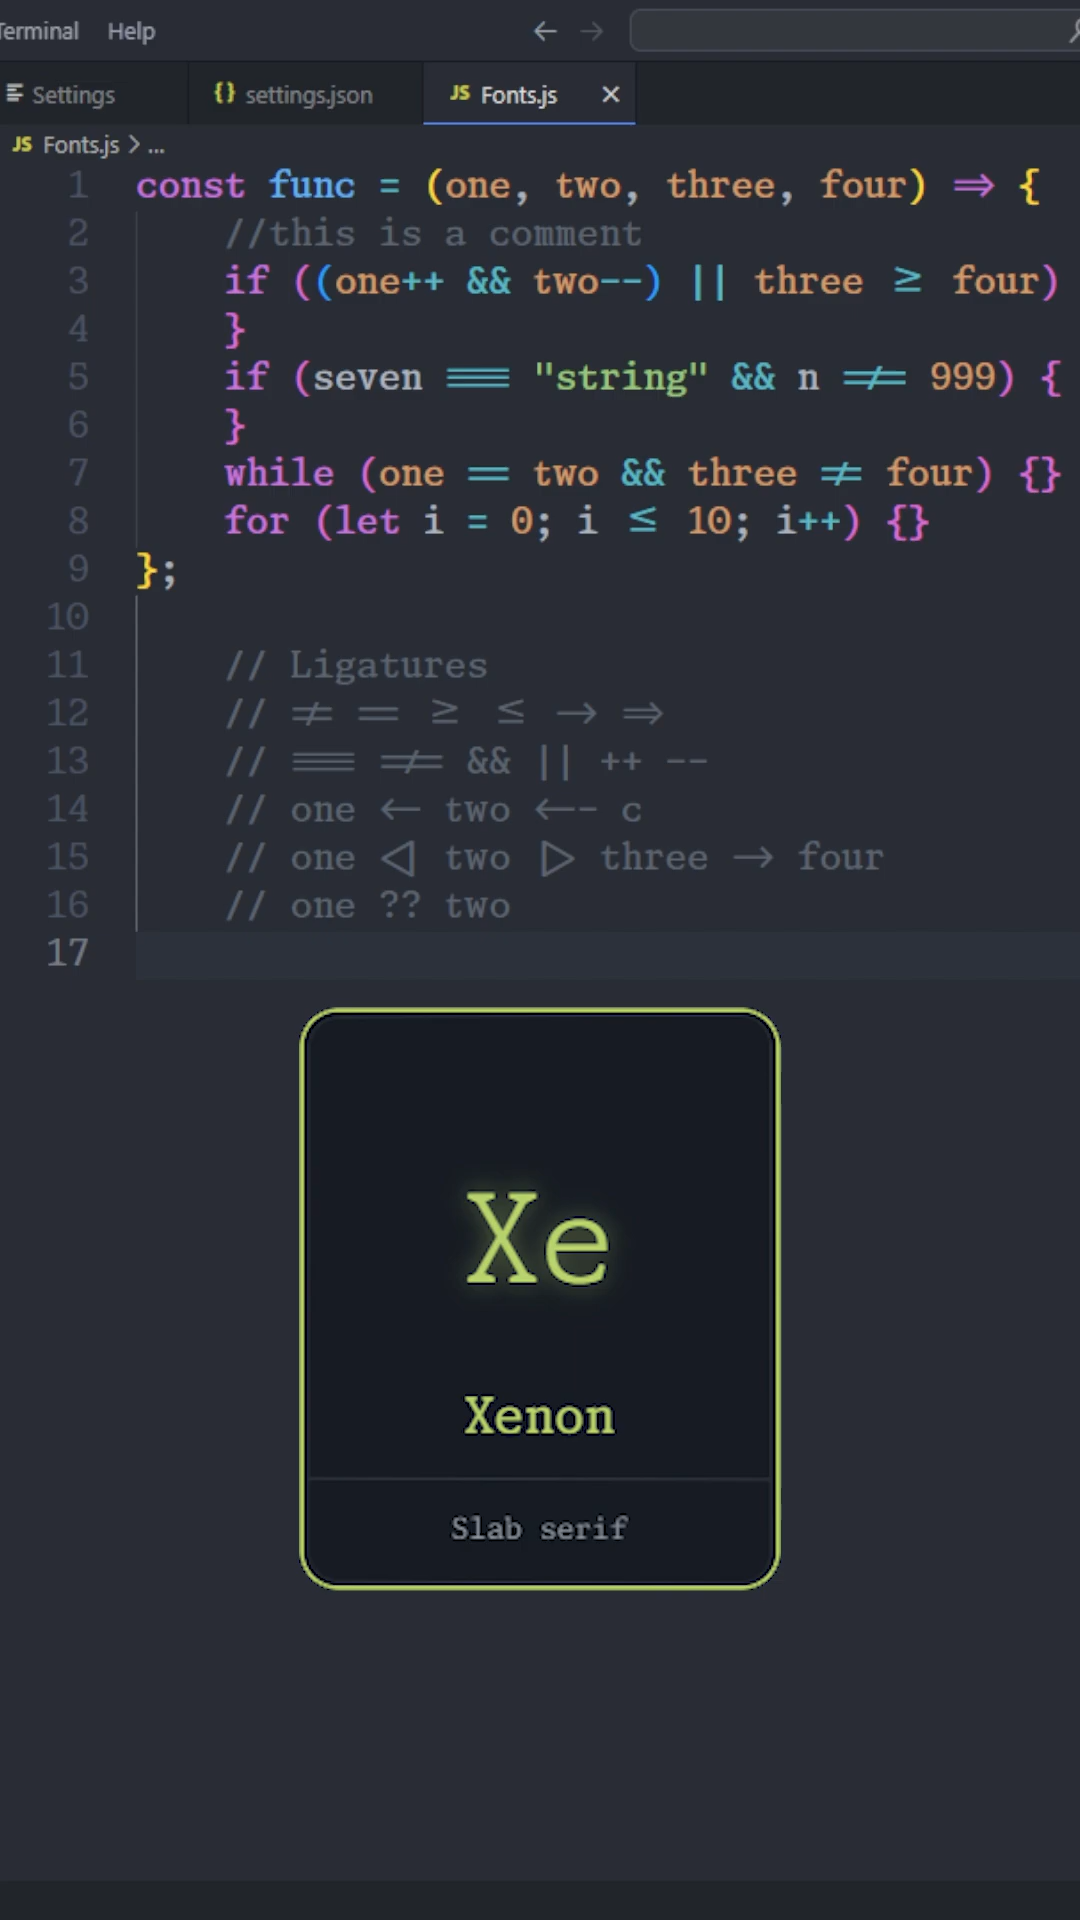 Terminal Help
Settings settings.json JS Fonts.js
JS Fonts.js > ...
1 const func = (one, two, three, four) ⇒ {
2 //this is a comment
3 if ((one++ && two--) || three ≥ four)
4 }
5 if (seven ≡ "string" && n ≢ 999) {
6 }
7 while (one == two && three ≠ four) {}
8 for (let i = 0; i ≤ 10; i++) {}
9 };
10
11 // Ligatures
12 // ≠ == ≥ ≤ → ⇒
13 // ≡ ≢ && || ++ --
14 // one ← two ←- c
15 // one ◁ two ▷ three → four
16 // one ?? two
17
Xe
Xenon
Slab serif